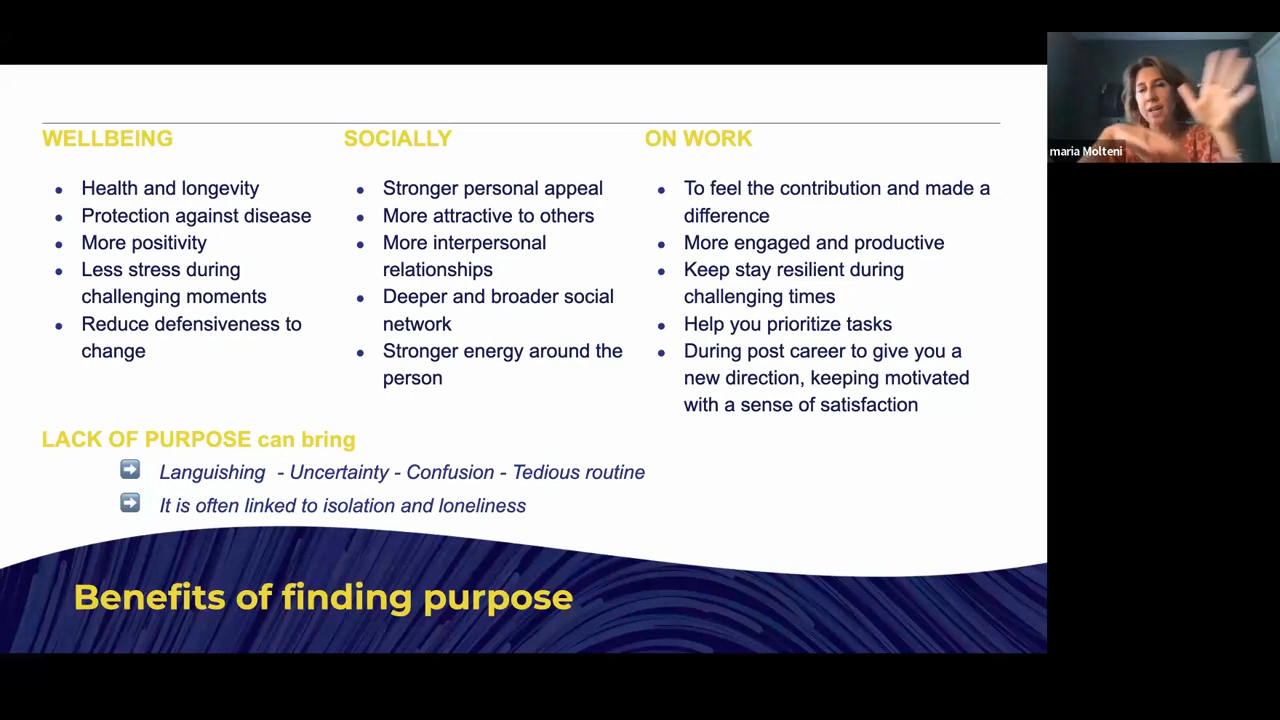 WELLBEING
Health and longevity
Protection against disease
More positivity
Less stress during
challenging moments
Reduce defensiveness to
change
SOCIALLY
Stronger personal appeal
More attractive to others
More interpersonal
relationships
Deeper and broader social
network
Stronger energy around the
person
ON WORK
To feel the contribution and made a
difference
More engaged and productive
Keep stay resilient during
challenging times
Help you prioritize tasks
During post career to give you a
new direction, keeping motivated
with a sense of satisfaction
LACK OF PURPOSE can bring
Languishing - Uncertainty - Confusion - Tedious routine
It is often linked to isolation and loneliness
Benefits of finding purpose
maria Molteni